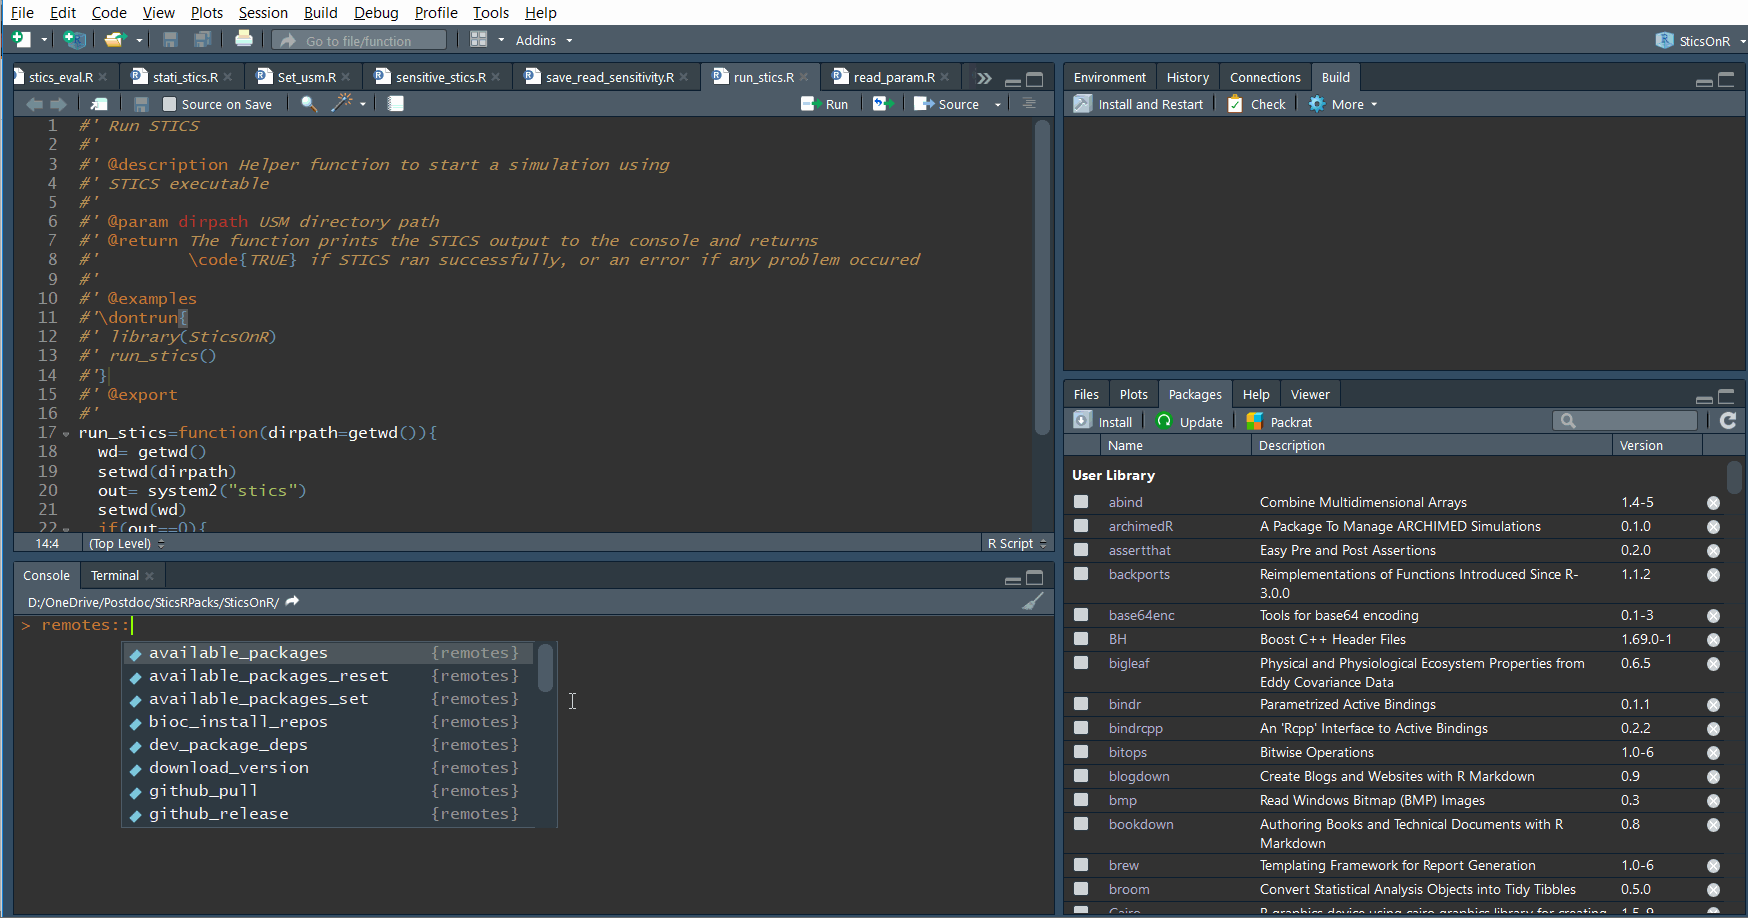 File Edit Code View Plots Session Build Debug Profile Tools Help
Go to file/function Addins SticsOnR
stics_eval.R stati_stics.R Set_usm.R sensitive_stics.R save_read_sensitivity.R run_stics.R read_param.R
Source on Save Run Source
1 #' Run STICS
2 #'
3 #' @description Helper function to start a simulation using
4 #' STICS executable
5 #'
6 #' @param dirpath USM directory path
7 #' @return The function prints the STICS output to the console and returns
8 #' \code{TRUE} if STICS ran successfully, or an error if any problem occured
9 #'
10 #' @examples
11 #'\dontrun{
12 #' library(SticsOnR)
13 #' run_stics()
14 #'}
15 #' @export
16 #'
17 run_stics=function(dirpath=getwd()){
18 wd= getwd()
19 setwd(dirpath)
20 out= system2("stics")
21 setwd(wd)
22 if(out==0){
14:4 (Top Level) R Script
Console Terminal
D:/OneDrive/Postdoc/SticsRPacks/SticsOnR/
> remotes::
available_packages {remotes}
available_packages_reset {remotes}
available_packages_set {remotes}
bioc_install_repos {remotes}
dev_package_deps {remotes}
download_version {remotes}
github_pull {remotes}
github_release {remotes}
Environment History Connections Build
Install and Restart Check More
Files Plots Packages Help Viewer
Install Update Packrat
Name Description Version
User Library
abind Combine Multidimensional Arrays 1.4-5
archimedR A Package To Manage ARCHIMED Simulations 0.1.0
assertthat Easy Pre and Post Assertions 0.2.0
backports Reimplementations of Functions Introduced Since R- 1.1.2
3.0.0
base64enc Tools for base64 encoding 0.1-3
BH Boost C++ Header Files 1.69.0-1
bigleaf Physical and Physiological Ecosystem Properties from 0.6.5
Eddy Covariance Data
bindr Parametrized Active Bindings 0.1.1
bindrcpp An 'Rcpp' Interface to Active Bindings 0.2.2
bitops Bitwise Operations 1.0-6
blogdown Create Blogs and Websites with R Markdown 0.9
bmp Read Windows Bitmap (BMP) Images 0.3
bookdown Authoring Books and Technical Documents with R 0.8
Markdown
brew Templating Framework for Report Generation 1.0-6
broom Convert Statistical Analysis Objects into Tidy Tibbles 0.5.0
Cairo R graphics device using cairo graphics library for creating 1.5-9